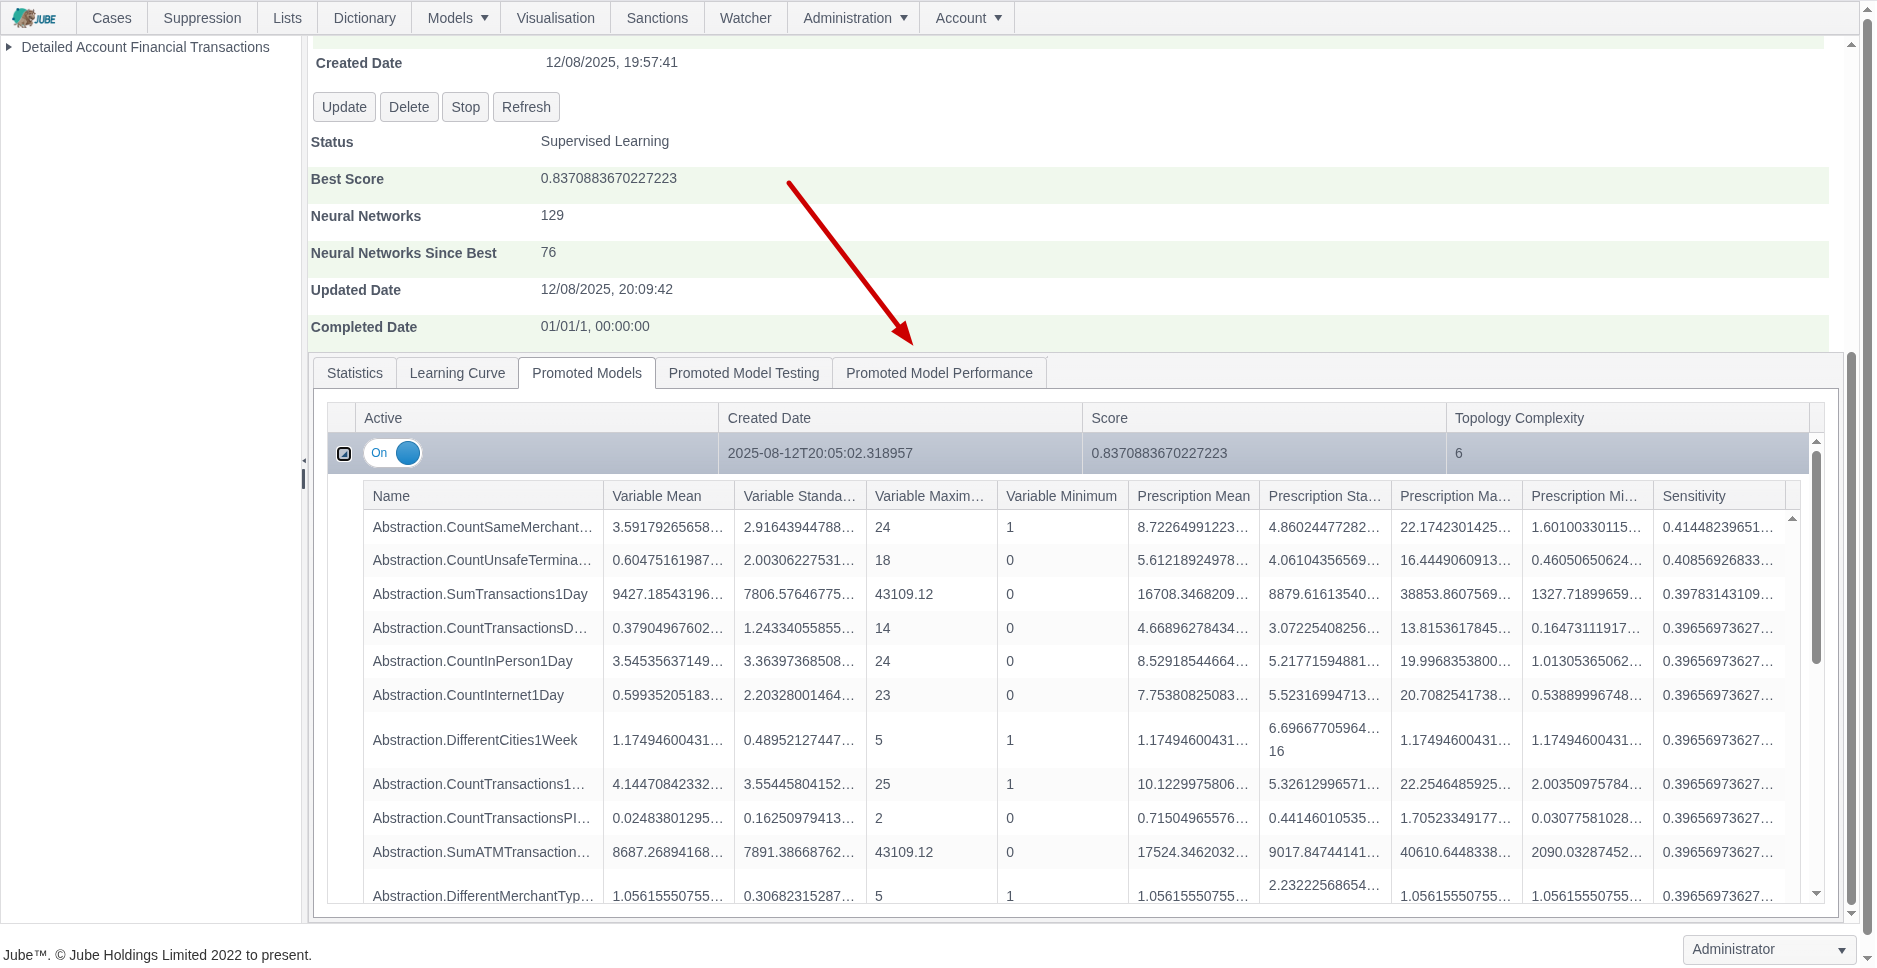 JUBE Cases Suppression Lists Dictionary Models Visualisation Sanctions Watcher Administration Account
Detailed Account Financial Transactions
Created Date 12/08/2025, 19:57:41
Update Delete Stop Refresh
Status Supervised Learning
Best Score 0.8370883670227223
Neural Networks 129
Neural Networks Since Best 76
Updated Date 12/08/2025, 20:09:42
Completed Date 01/01/1, 00:00:00
Statistics Learning Curve Promoted Models Promoted Model Testing Promoted Model Performance
Active Created Date Score Topology Complexity
On 2025-08-12T20:05:02.318957 0.8370883670227223 6
Name Variable Mean Variable Standa… Variable Maxim… Variable Minimum Prescription Mean Prescription Sta… Prescription Ma… Prescription Mi… Sensitivity
Abstraction.CountSameMerchant… 3.59179265658… 2.91643944788… 24 1 8.72264991223… 4.86024477282… 22.1742301425… 1.60100330115… 0.41448239651…
Abstraction.CountUnsafeTermina… 0.60475161987… 2.00306227531… 18 0 5.61218924978… 4.06104356569… 16.4449060913… 0.46050650624… 0.40856926833…
Abstraction.SumTransactions1Day 9427.18543196… 7806.57646775… 43109.12 0 16708.3468209… 8879.61613540… 38853.8607569… 1327.71899659… 0.39783143109…
Abstraction.CountTransactionsD… 0.37904967602… 1.24334055855… 14 0 4.66896278434… 3.07225408256… 13.8153617845… 0.16473111917… 0.39656973627…
Abstraction.CountInPerson1Day 3.54535637149… 3.36397368508… 24 0 8.52918544664… 5.21771594881… 19.9968353800… 1.01305365062… 0.39656973627…
Abstraction.CountInternet1Day 0.59935205183… 2.20328001464… 23 0 7.75380825083… 5.52316994713… 20.7082541738… 0.53889996748… 0.39656973627…
Abstraction.DifferentCities1Week 1.17494600431… 0.48952127447… 5 1 1.17494600431… 6.69667705964… 1.17494600431… 1.17494600431… 0.39656973627…
16
Abstraction.CountTransactions1… 4.14470842332… 3.55445804152… 25 1 10.1229975806… 5.32612996571… 22.2546485925… 2.00350975784… 0.39656973627…
Abstraction.CountTransactionsPI… 0.02483801295… 0.16250979413… 2 0 0.71504965576… 0.44146010535… 1.70523349177… 0.03077581028… 0.39656973627…
Abstraction.SumATMTransaction… 8687.26894168… 7891.38668762… 43109.12 0 17524.3462032… 9017.84744141… 40610.6448338… 2090.03287452… 0.39656973627…
Abstraction.DifferentMerchantTyp… 1.05615550755… 0.30682315287… 5 1 1.05615550755… 2.23222568654… 1.05615550755… 1.05615550755… 0.39656973627…
Jube™. © Jube Holdings Limited 2022 to present.
Administrator